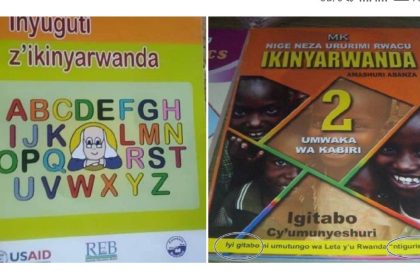 Inyuguti
z'ikinyarwanda
ABCDEFGH
IJK LMN
OPQ RST
UVWXYZ
USAID
REB
MK
NIGE NEZA URURIMI RWACU
IKINYARWANDA
AMASHURI ABANZA
2
UMWAKA
WA KABIRI
Igitabo
Cy'umunyeshuri
Iyi gitabo ni umutungo wa Leta y'u Rwanda